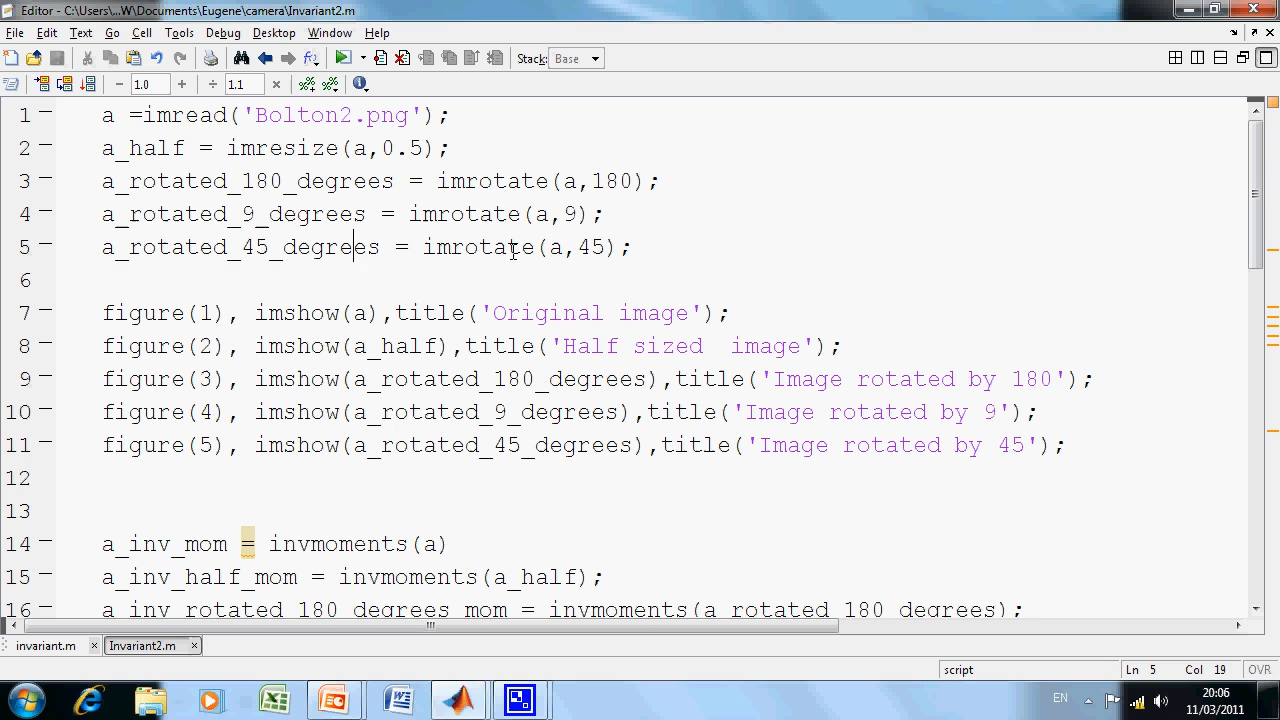 Editor - C:\Users\...W\Documents\Eugene\camera\Invariant2.m
File Edit Text Go Cell Tools Debug Desktop Window Help
Stack: Base
1.0 1.1
1 a =imread('Bolton2.png');
2 a_half = imresize(a,0.5);
3 a_rotated_180_degrees = imrotate(a,180);
4 a_rotated_9_degrees = imrotate(a,9);
5 a_rotated_45_degrees = imrotate(a,45);
6
7 figure(1), imshow(a),title('Original image');
8 figure(2), imshow(a_half),title('Half sized  image');
9 figure(3), imshow(a_rotated_180_degrees),title('Image rotated by 180');
10 figure(4), imshow(a_rotated_9_degrees),title('Image rotated by 9');
11 figure(5), imshow(a_rotated_45_degrees),title('Image rotated by 45');
12
13
14 a_inv_mom = invmoments(a)
15 a_inv_half_mom = invmoments(a_half);
16 a_inv_rotated_180_degrees_mom = invmoments(a_rotated_180_degrees);
invariant.m Invariant2.m
script Ln 5 Col 19 OVR
EN 20:06
11/03/2011